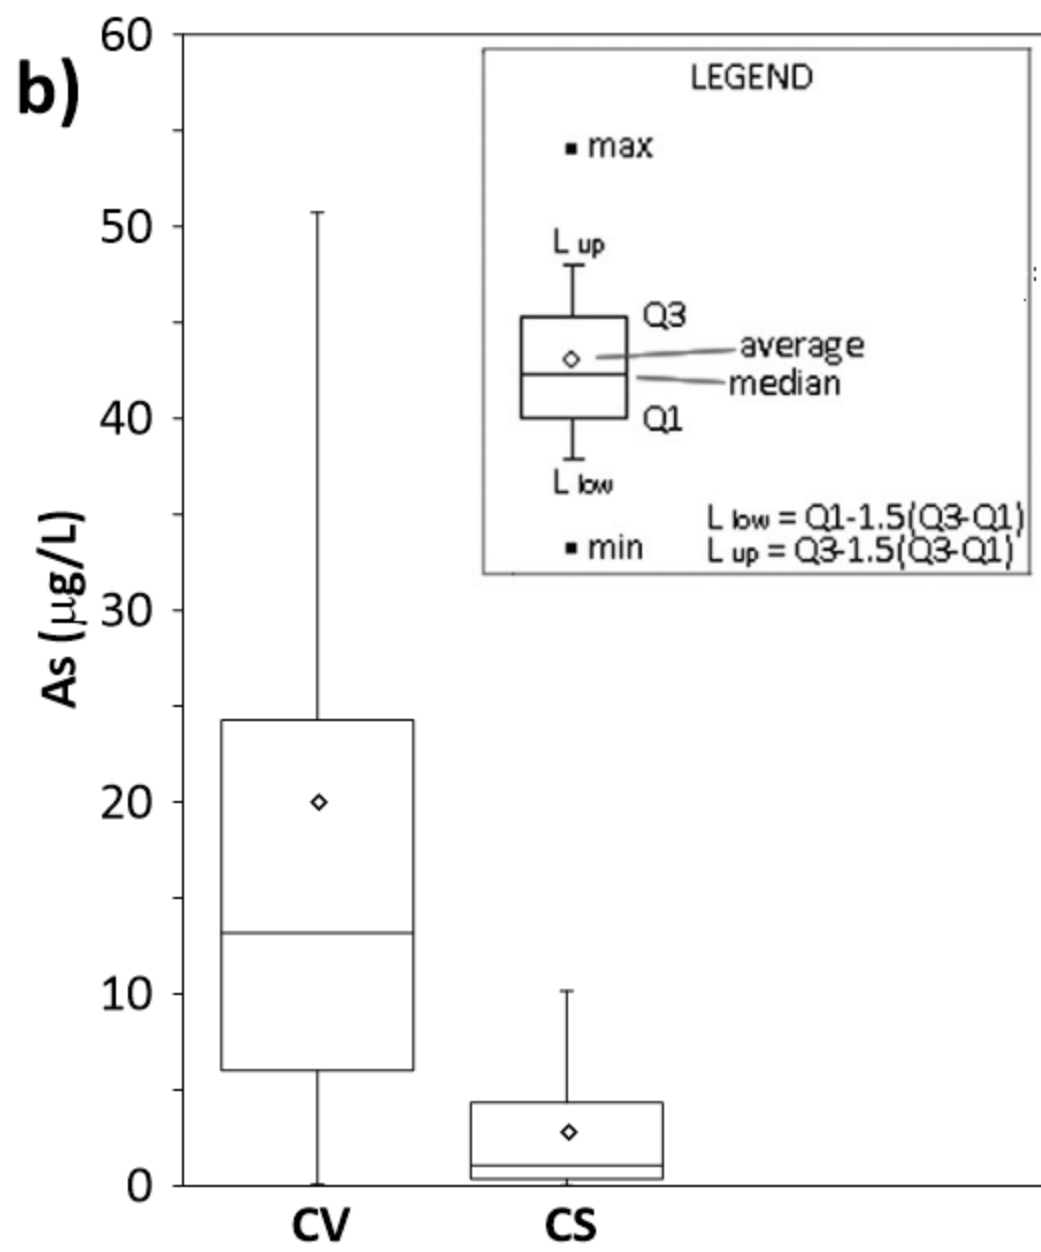 b)
60
50
40
30
20
10
0
As (µg/L)
CV
CS
LEGEND
max
L up
Q3
average
median
Q1
L low
min
L low = Q1-1.5(Q3-Q1)
L up = Q3-1.5(Q3-Q1)